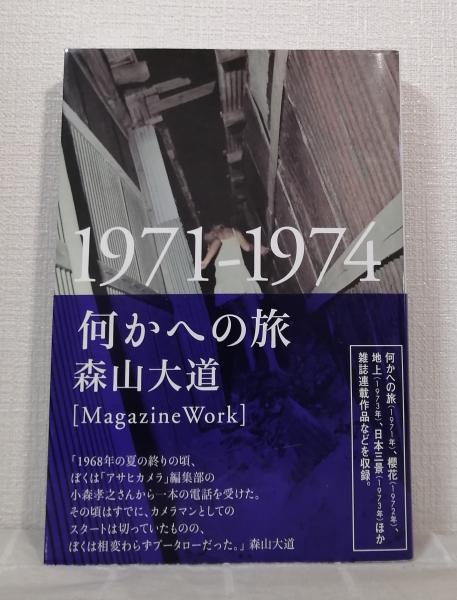 1971-1974
何かへの旅
森山大道
[Magazine Work]
「1968年の夏の終りの頃、
ぼくは「アサヒカメラ」編集部の
小森孝之さんから一本の電話を受けた。
その頃はすでに、カメラマンとしての
スタートは切っていたものの、
ぼくは相変わらずプータローだった。」森山大道
何かへの旅(1971年)、櫻花(1972年)、
地上(1973年)、日本三景(1973年)ほか
雑誌連載作品などを収録。